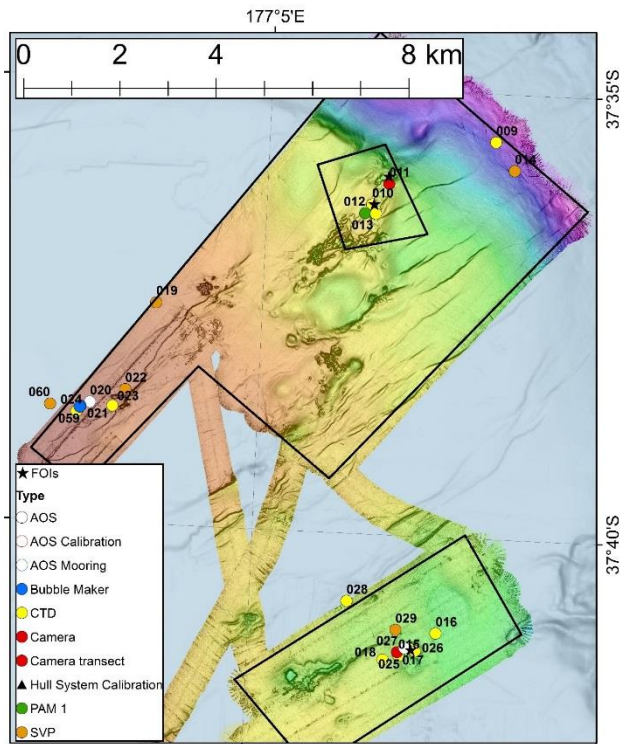 177°5'E
0 2 4 8 km
37°35'S
009
014
011
010
012
013
019
022
060
024
020
023
059
021
37°40'S
028
029
016
027
015
026
018
017
025
FOIs
Type
AOS
AOS Calibration
AOS Mooring
Bubble Maker
CTD
Camera
Camera transect
Hull System Calibration
PAM 1
SVP